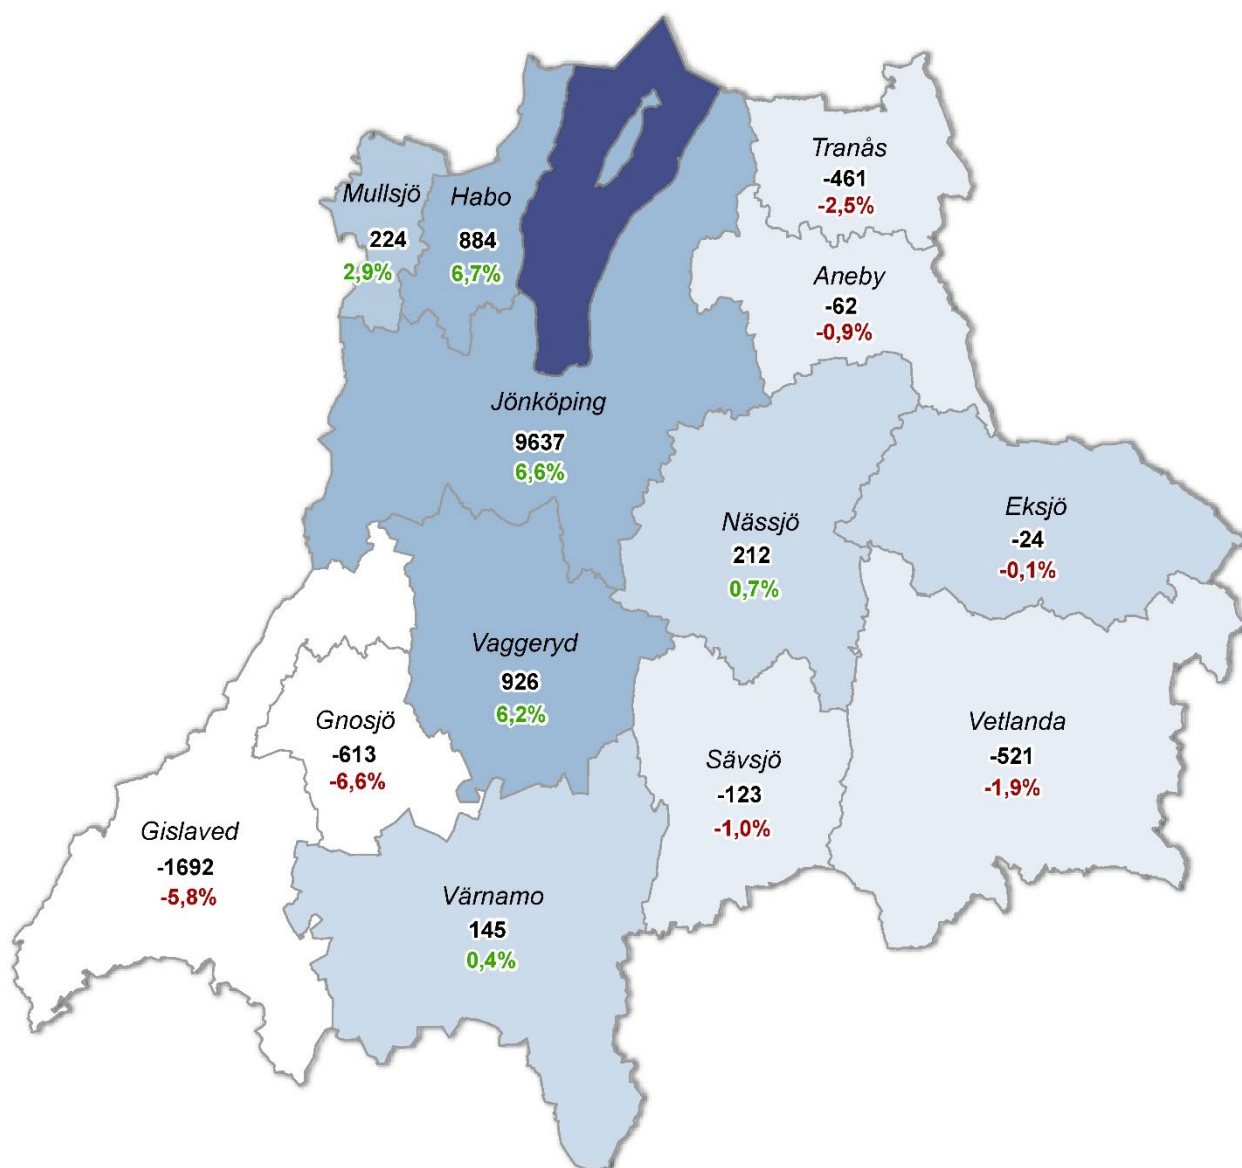 Tranås
-461
-2,5%
Mullsjö
224
2,9%
Habo
884
6,7%
Aneby
-62
-0,9%
Jönköping
9637
6,6%
Nässjö
212
0,7%
Eksjö
-24
-0,1%
Vaggeryd
926
6,2%
Gnosjö
-613
-6,6%
Sävsjö
-123
-1,0%
Vetlanda
-521
-1,9%
Gislaved
-1692
-5,8%
Värnamo
145
0,4%